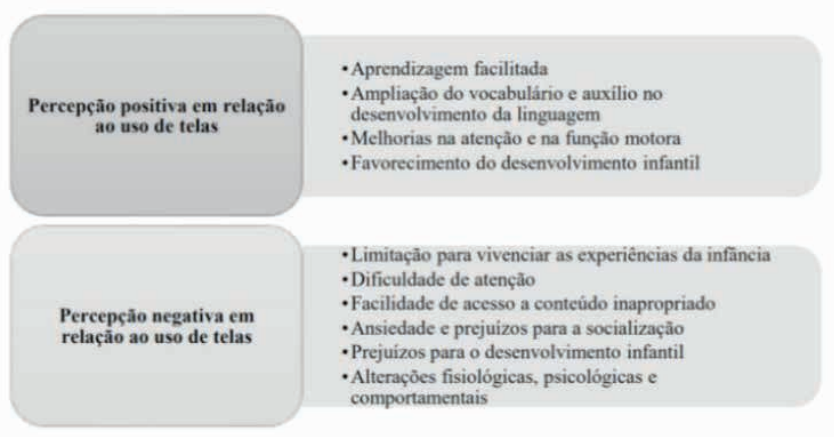 Percepção positiva em relação
ao uso de telas
•Aprendizagem facilitada
•Ampliação do vocabulário e auxílio no
desenvolvimento da linguagem
•Melhorias na atenção e na função motora
•Favorecimento do desenvolvimento infantil
Percepção negativa em
relação ao uso de telas
•Limitação para vivenciar as experiências da infância
•Dificuldade de atenção
•Facilidade de acesso a conteúdo inapropriado
•Ansiedade e prejuízos para a socialização
•Prejuízos para o desenvolvimento infantil
•Alterações fisiológicas, psicológicas e
comportamentais